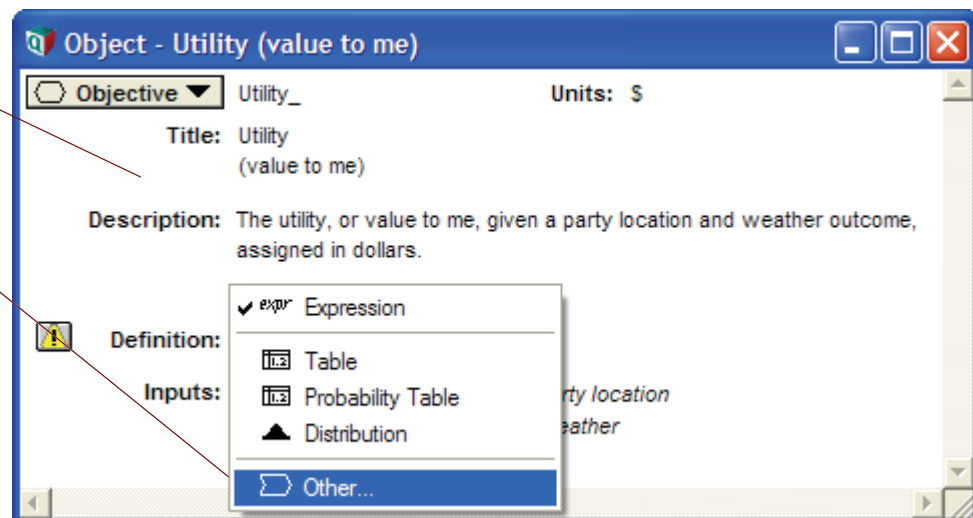 Object - Utility (value to me)
Objective Utility_ Units: $
Title: Utility
(value to me)
Description: The utility, or value to me, given a party location and weather outcome,
assigned in dollars.
expr Expression
Definition:
Table
Inputs: Probability Table location
Distribution
Other...